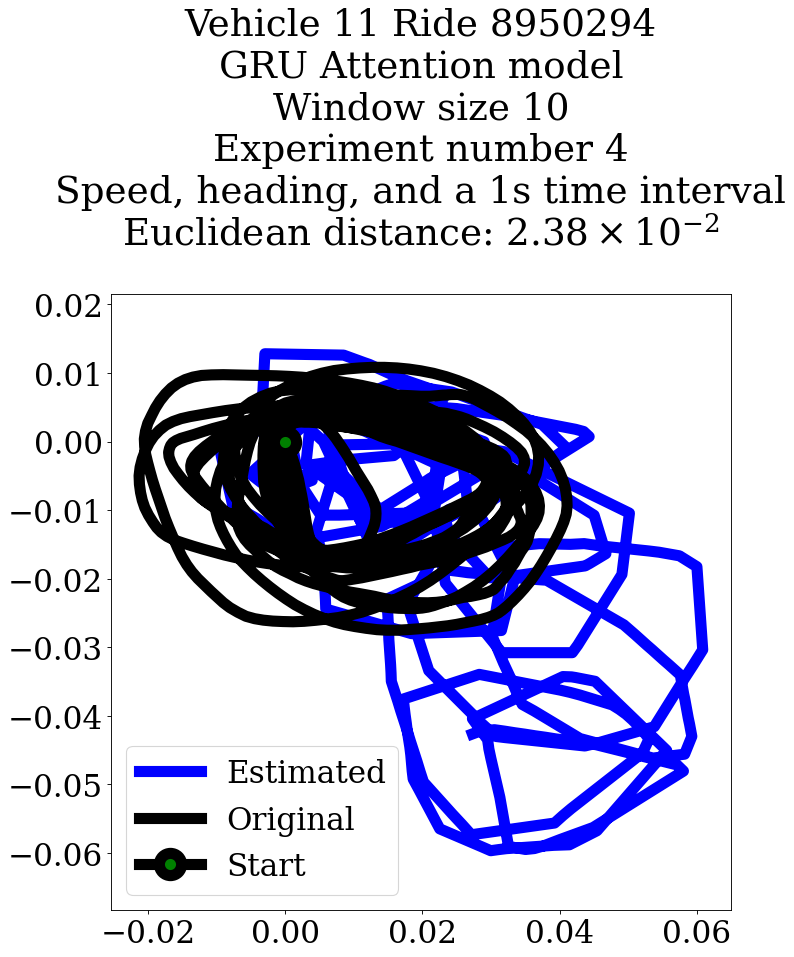 Vehicle 11 Ride 8950294
GRU Attention model
Window size 10
Experiment number 4
Speed, heading, and a 1s time interval
Euclidean distance: 2.38 × 10⁻²
0.02
0.01
0.00
−0.01
−0.02
−0.03
−0.04
−0.05
−0.06
Estimated
Original
Start
−0.02 0.00 0.02 0.04 0.06